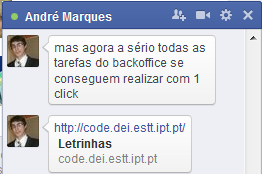 André Marques
mas agora a sério todas as
tarefas do backoffice se
conseguem realizar com 1
click
http://code.dei.estt.ipt.pt/
Letrinhas
code.dei.estt.ipt.pt